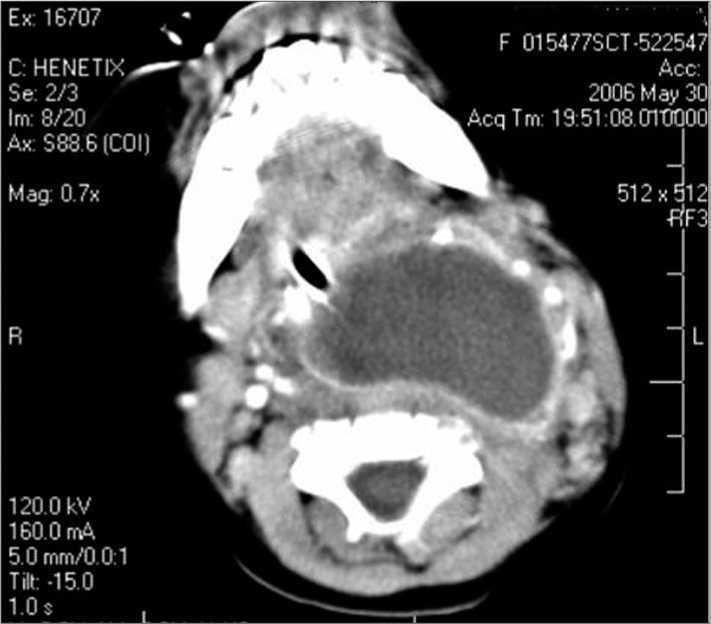 Ex: 16707
F 015477SCT-522547
C: HENETIX
Acc:
Se: 2/3
2006 May 30
Im: 8/20
Acq Tm: 19:51:08.010000
Ax: S88.6 (COI)
Mag: 0.7x
512 x 512
RF3
R
L
120.0 kV
160.0 mA
5.0 mm/0.0:1
Tilt: -15.0
1.0 s